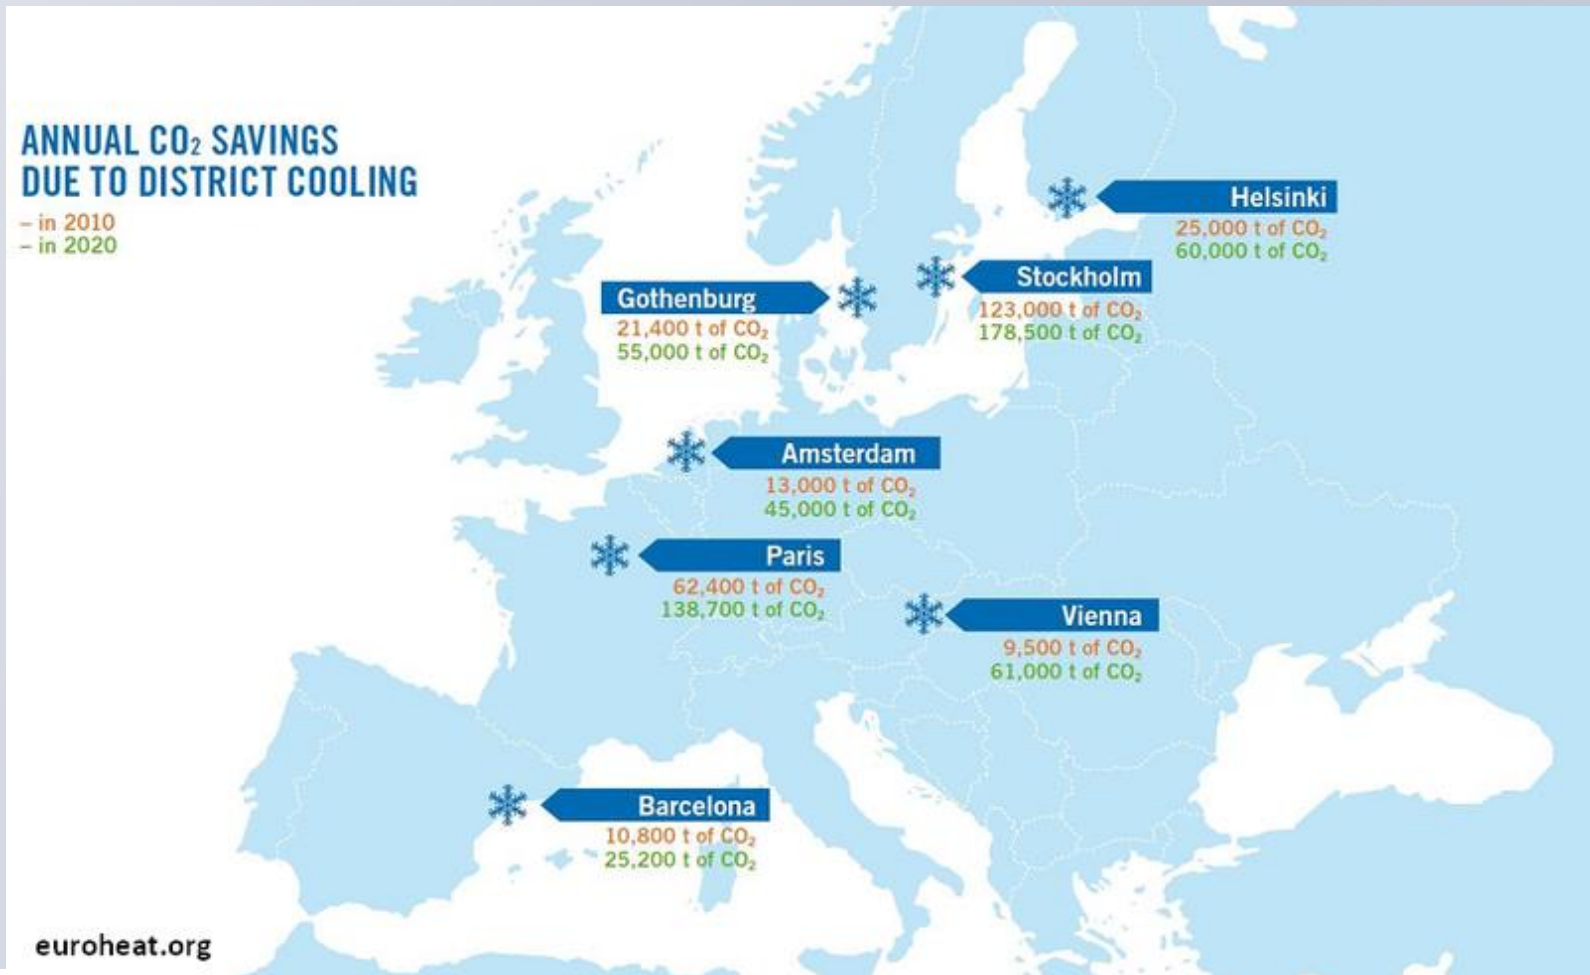 ANNUAL CO₂ SAVINGS
DUE TO DISTRICT COOLING
– in 2010
– in 2020
Helsinki
25,000 t of CO₂
60,000 t of CO₂
Stockholm
123,000 t of CO₂
178,500 t of CO₂
Gothenburg
21,400 t of CO₂
55,000 t of CO₂
Amsterdam
13,000 t of CO₂
45,000 t of CO₂
Paris
62,400 t of CO₂
138,700 t of CO₂
Vienna
9,500 t of CO₂
61,000 t of CO₂
Barcelona
10,800 t of CO₂
25,200 t of CO₂
euroheat.org